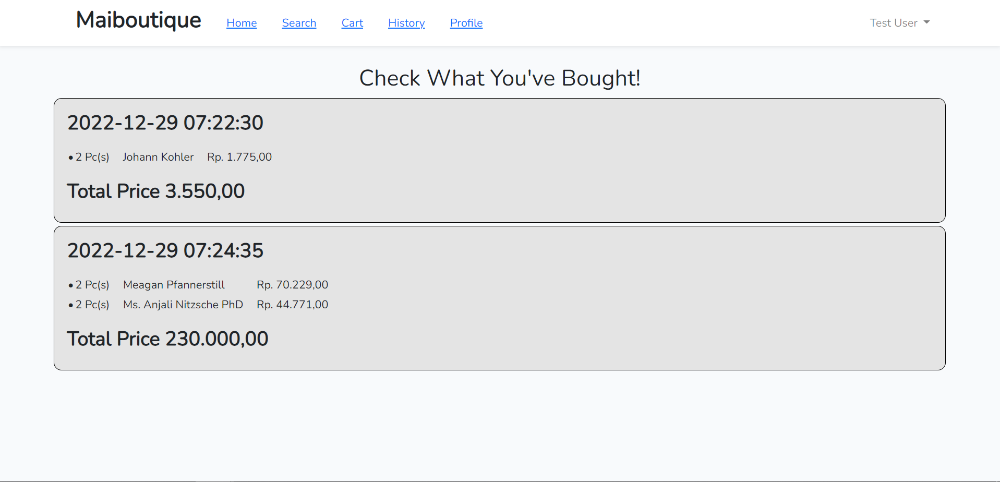 Maiboutique Home Search Cart History Profile Test User
Check What You've Bought!
2022-12-29 07:22:30
• 2 Pc(s) Johann Kohler Rp. 1.775,00
Total Price 3.550,00
2022-12-29 07:24:35
• 2 Pc(s) Meagan Pfannerstill Rp. 70.229,00
• 2 Pc(s) Ms. Anjali Nitzsche PhD Rp. 44.771,00
Total Price 230.000,00